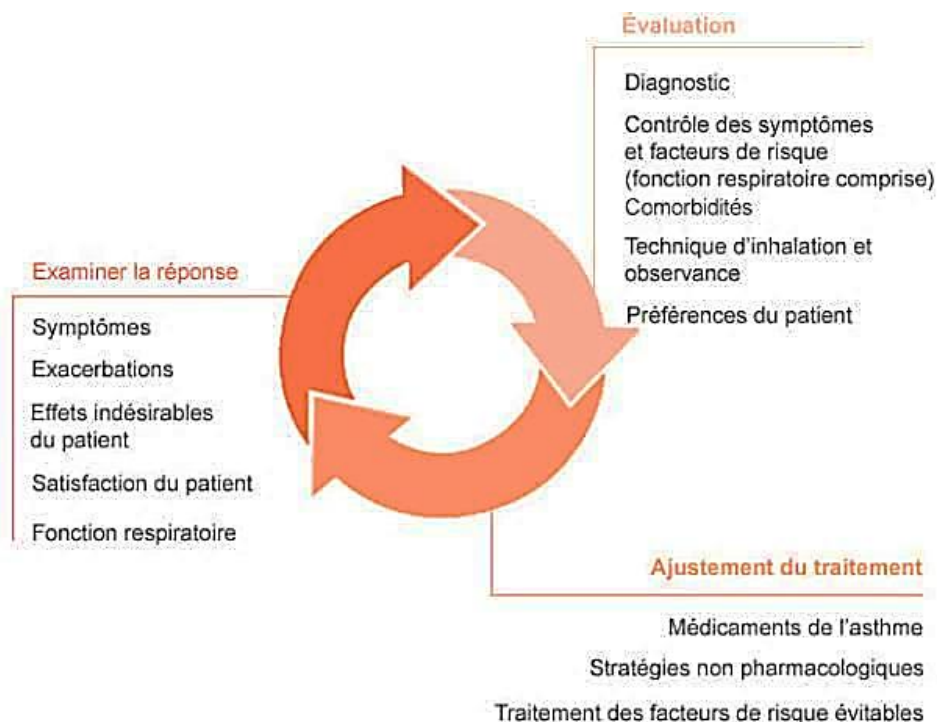 Évaluation
Diagnostic
Contrôle des symptômes
et facteurs de risque
(fonction respiratoire comprise)
Comorbidités
Technique d'inhalation et
observance
Préférences du patient
Examiner la réponse
Symptômes
Exacerbations
Effets indésirables
du patient
Satisfaction du patient
Fonction respiratoire
Ajustement du traitement
Médicaments de l'asthme
Stratégies non pharmacologiques
Traitement des facteurs de risque évitables